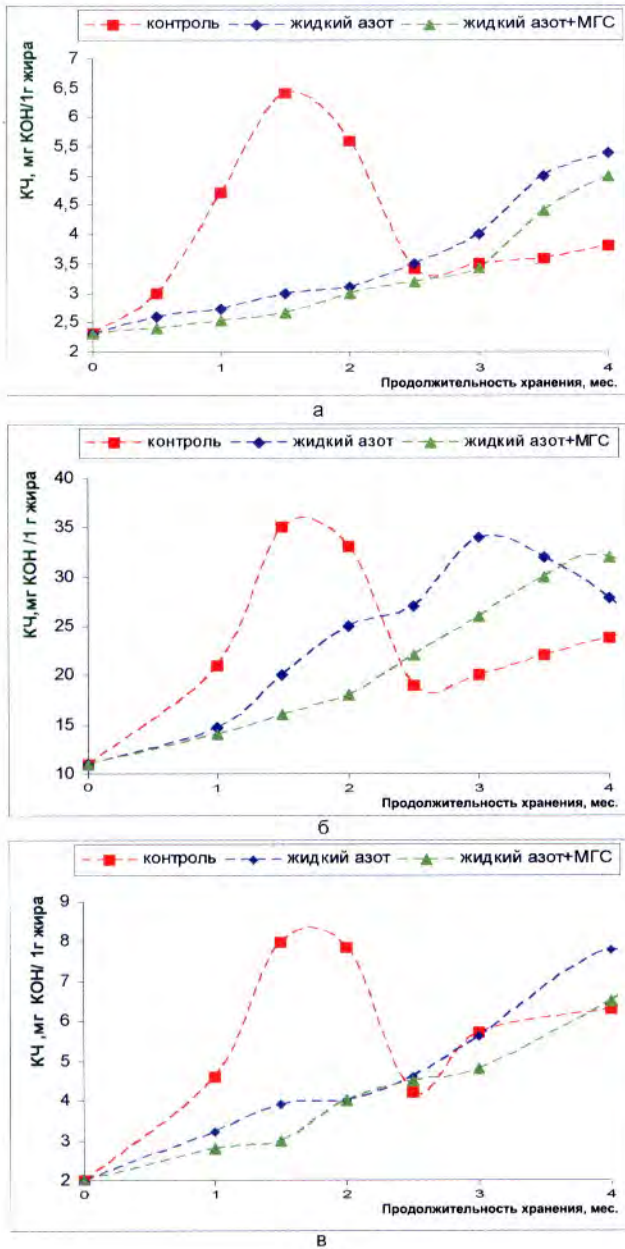 контроль жидкий азот жидкий азот+МГС
КЧ, мг КОН/1г жира
7
6,5
6
5,5
5
4,5
4
3,5
3
2,5
2
0 1 2 3 4
Продолжительность хранения, мес.
а
контроль жидкий азот жидкий азот+МГС
КЧ,мг КОН /1 г жира
40
35
30
25
20
15
10
0 1 2 3 4
Продолжительность хранения, мес.
б
контроль жидкий азот жидкий азот+МГС
КЧ ,мг КОН/ 1г жира
9
8
7
6
5
4
3
2
0 1 2 3 4
Продолжительность хранения, мес.
в